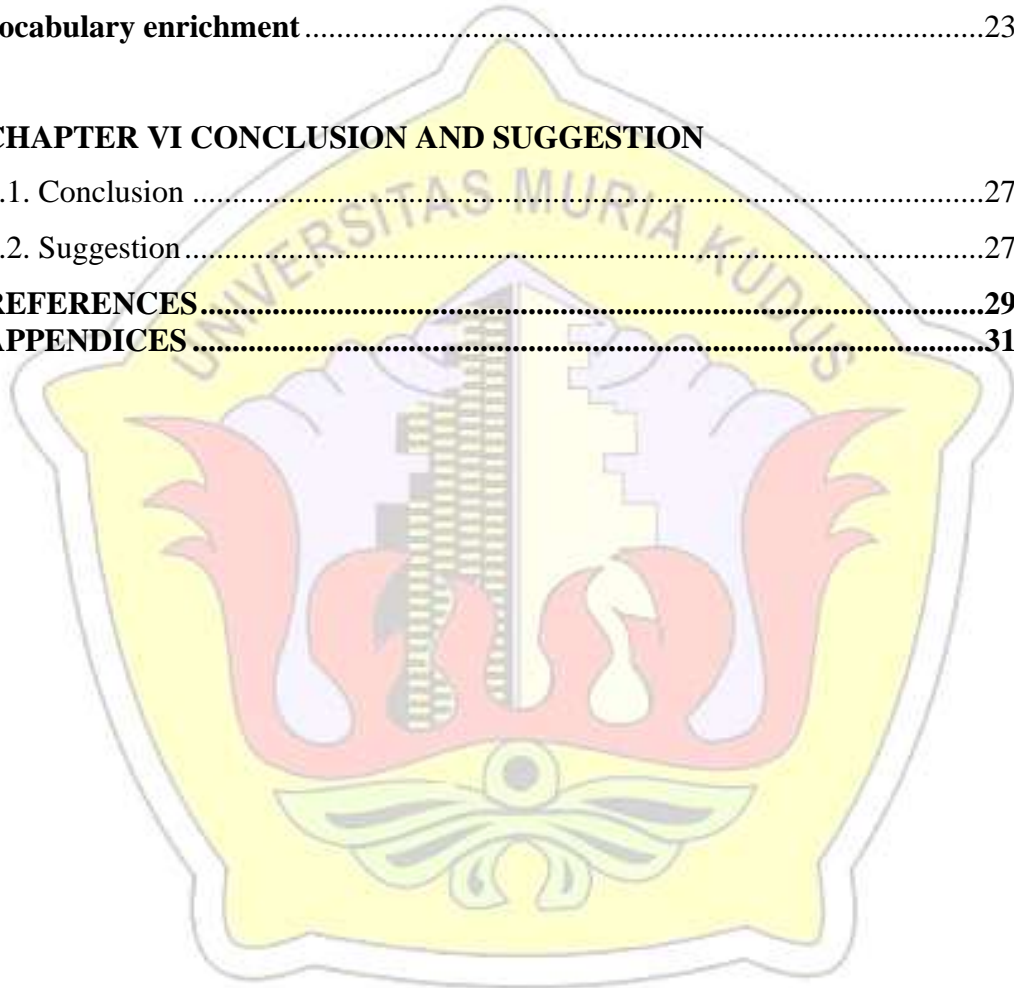 ocabulary enrichment 23
CHAPTER VI CONCLUSION AND SUGGESTION
.1. Conclusion 27
.2. Suggestion 27
REFERENCES 29
APPENDICES 31
UNIVERSITAS MURIA KUDUS